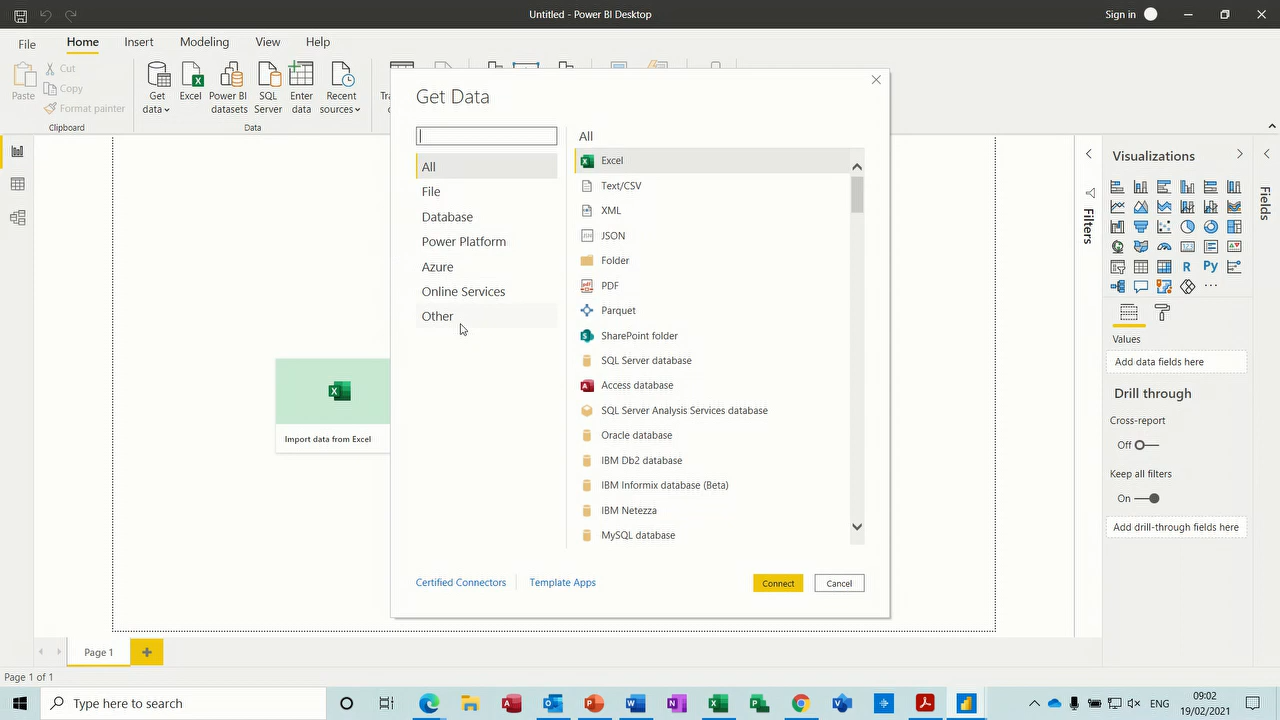 Untitled - Power BI Desktop
Sign in
File
Home
Insert
Modeling
View
Help
Paste
Cut
Copy
Format painter
Clipboard
Get data
Excel
Power BI datasets
SQL Server
Enter data
Recent sources
Data
Get Data
All
File
Database
Power Platform
Azure
Online Services
Other
All
Excel
Text/CSV
XML
JSON
Folder
PDF
Parquet
SharePoint folder
SQL Server database
Access database
SQL Server Analysis Services database
Oracle database
IBM Db2 database
IBM Informix database (Beta)
IBM Netezza
MySQL database
Certified Connectors
Template Apps
Connect
Cancel
Import data from Excel
Filters
Visualizations
R
Py
Values
Add data fields here
Drill through
Cross-report
Off
Keep all filters
On
Add drill-through fields here
Fields
Page 1
Page 1 of 1
Type here to search
ENG
09:02
19/02/2021